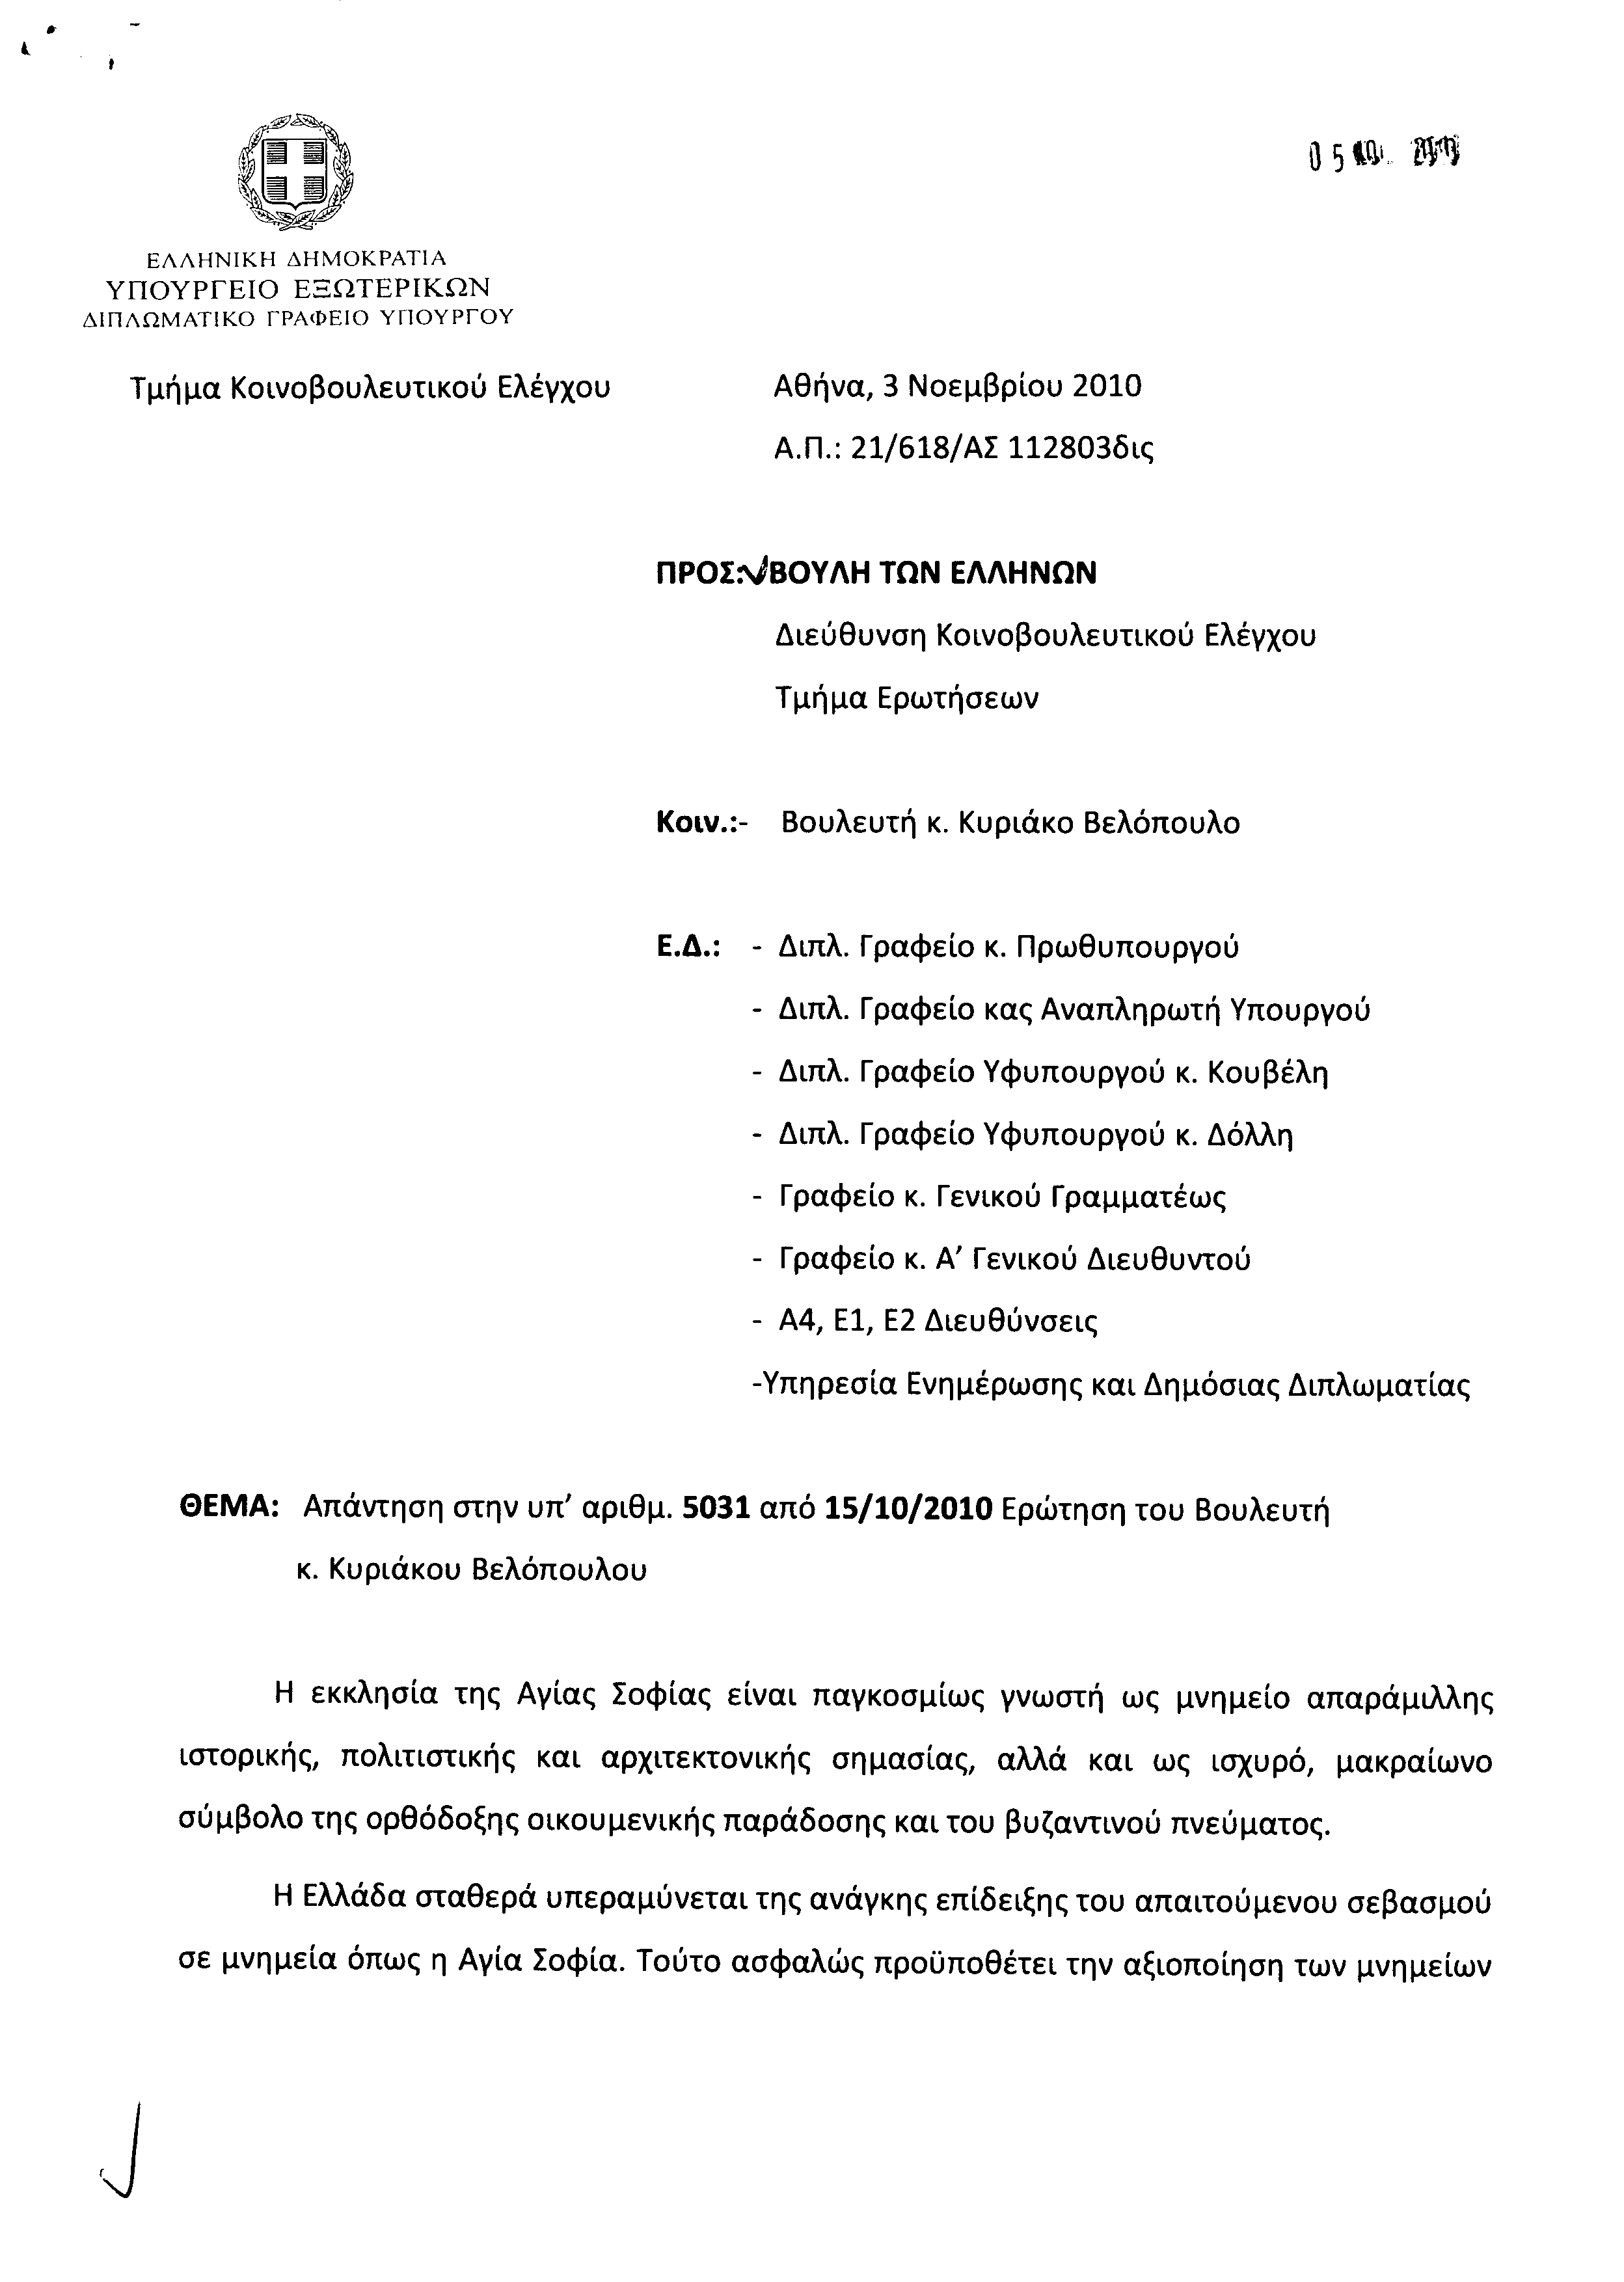 05
ΕΛΛΗΝΙΚΗ ΔΗΜΟΚΡΑΤΙΑ
ΥΠΟΥΡΓΕΙΟ ΕΞΩΤΕΡΙΚΩΝ
ΔΙΠΛΩΜΑΤΙΚΟ ΓΡΑΦΕΙΟ ΥΠΟΥΡΓΟΥ
Τμήμα Κοινοβουλευτικού Ελέγχου Αθήνα, 3 Νοεμβρίου 2010
Α.Π.: 21/618/ΑΣ 112803δις
ΠΡΟΣ: ΒΟΥΛΗ ΤΩΝ ΕΛΛΗΝΩΝ
Διεύθυνση Κοινοβουλευτικού Ελέγχου
Τμήμα Ερωτήσεων
Κοιν.:- Βουλευτή κ. Κυριάκο Βελόπουλο
Ε.Δ.: - Διπλ. Γραφείο κ. Πρωθυπουργού
- Διπλ. Γραφείο κας Αναπληρωτή Υπουργού
- Διπλ. Γραφείο Υφυπουργού κ. Κουβέλη
- Διπλ. Γραφείο Υφυπουργού κ. Δόλλη
- Γραφείο κ. Γενικού Γραμματέως
- Γραφείο κ. Α’ Γενικού Διευθυντού
- Α4, Ε1, Ε2 Διευθύνσεις
-Υπηρεσία Ενημέρωσης και Δημόσιας Διπλωματίας
ΘΕΜΑ: Απάντηση στην υπ’ αριθμ. 5031 από 15/10/2010 Ερώτηση του Βουλευτή
κ. Κυριάκου Βελόπουλου
Η εκκλησία της Αγίας Σοφίας είναι παγκοσμίως γνωστή ως μνημείο απαράμιλλης
ιστορικής, πολιτιστικής και αρχιτεκτονικής σημασίας, αλλά και ως ισχυρό, μακραίωνο
σύμβολο της ορθόδοξης οικουμενικής παράδοσης και του βυζαντινού πνεύματος.
Η Ελλάδα σταθερά υπεραμύνεται της ανάγκης επίδειξης του απαιτούμενου σεβασμού
σε μνημεία όπως η Αγία Σοφία. Τούτο ασφαλώς προϋποθέτει την αξιοποίηση των μνημείων